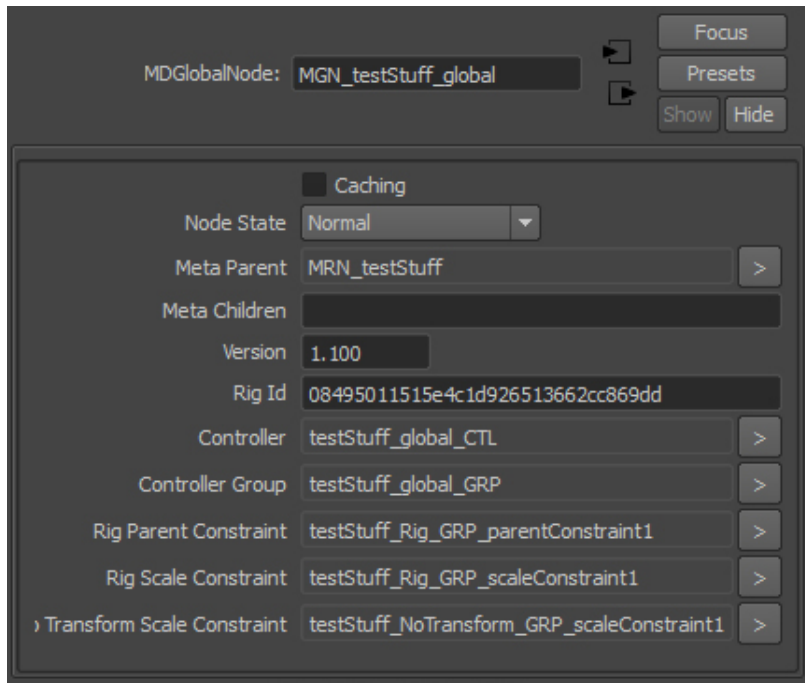 Focus
MDGlobalNode: MGN_testStuff_global
Presets
Show Hide
Caching
Node State Normal
Meta Parent MRN_testStuff >
Meta Children
Version 1.100
Rig Id 08495011515e4c1d926513662cc869dd
Controller testStuff_global_CTL >
Controller Group testStuff_global_GRP >
Rig Parent Constraint testStuff_Rig_GRP_parentConstraint1 >
Rig Scale Constraint testStuff_Rig_GRP_scaleConstraint1 >
Transform Scale Constraint testStuff_NoTransform_GRP_scaleConstraint1 >